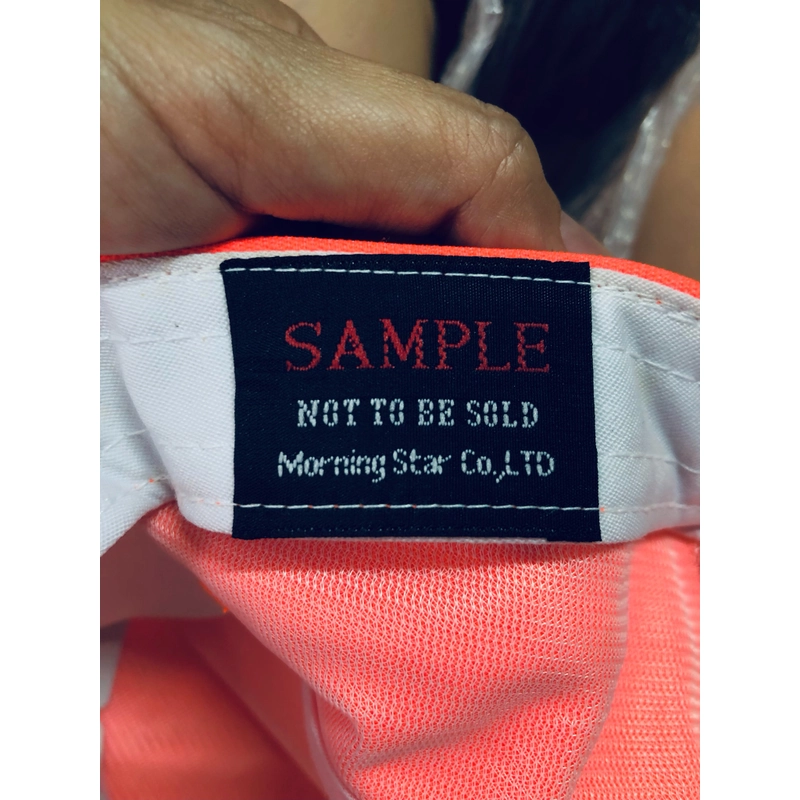 SAMPLE
NOT TO BE SOLD
Morning Star Co.,LTD